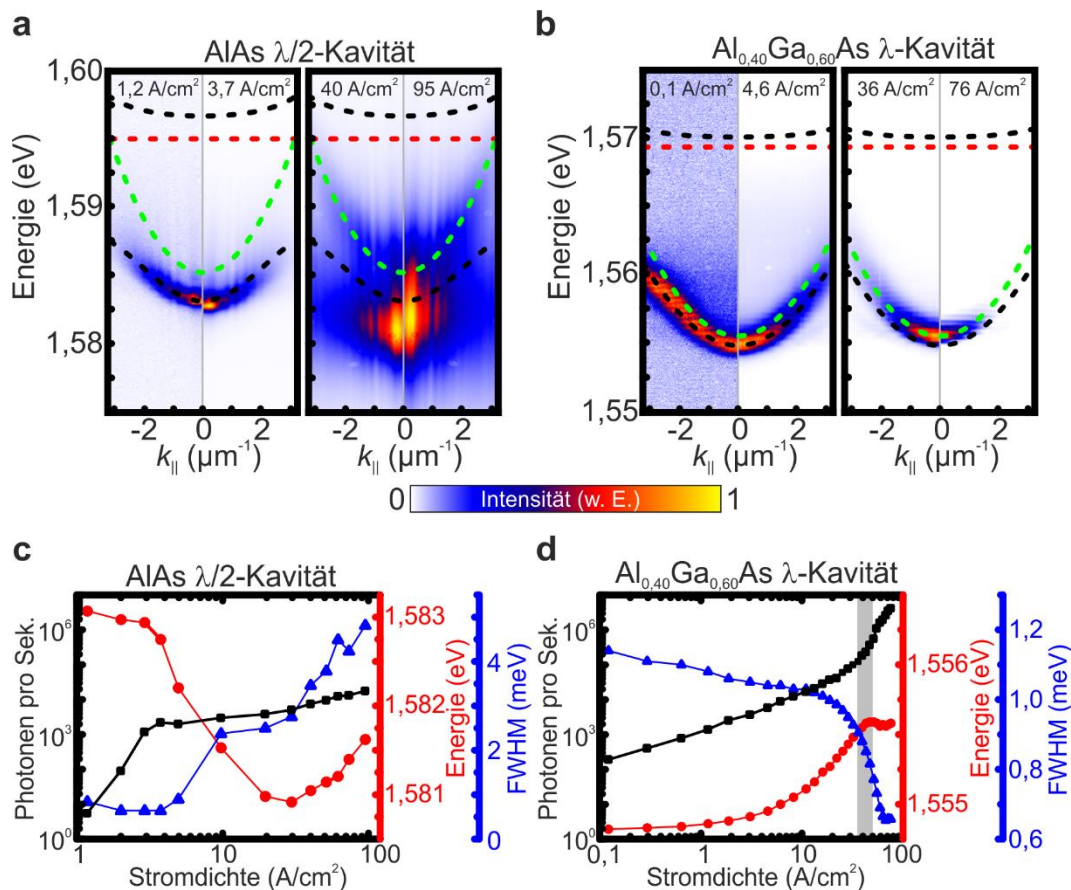 a
AlAs λ/2-Kavität
1,2 A/cm² 3,7 A/cm² 40 A/cm² 95 A/cm²
1,60
1,59
1,58
Energie (eV)
-2 0 2 -2 0 2
k|| (µm⁻¹) k|| (µm⁻¹)
b
Al₀,₄₀Ga₀,₆₀As λ-Kavität
0,1 A/cm² 4,6 A/cm² 36 A/cm² 76 A/cm²
1,57
1,56
1,55
Energie (eV)
-2 0 2 -2 0 2
k|| (µm⁻¹) k|| (µm⁻¹)
0 Intensität (w. E.) 1
c
AlAs λ/2-Kavität
Photonen pro Sek.
10⁶
10³
10⁰
1 10 100
Stromdichte (A/cm²)
1,583
1,582
1,581
Energie (eV)
4
2
0
FWHM (meV)
d
Al₀,₄₀Ga₀,₆₀As λ-Kavität
Photonen pro Sek.
10⁶
10³
10⁰
0,1 1 10 100
Stromdichte (A/cm²)
1,556
1,555
Energie (eV)
1,2
1,0
0,8
0,6
FWHM (meV)